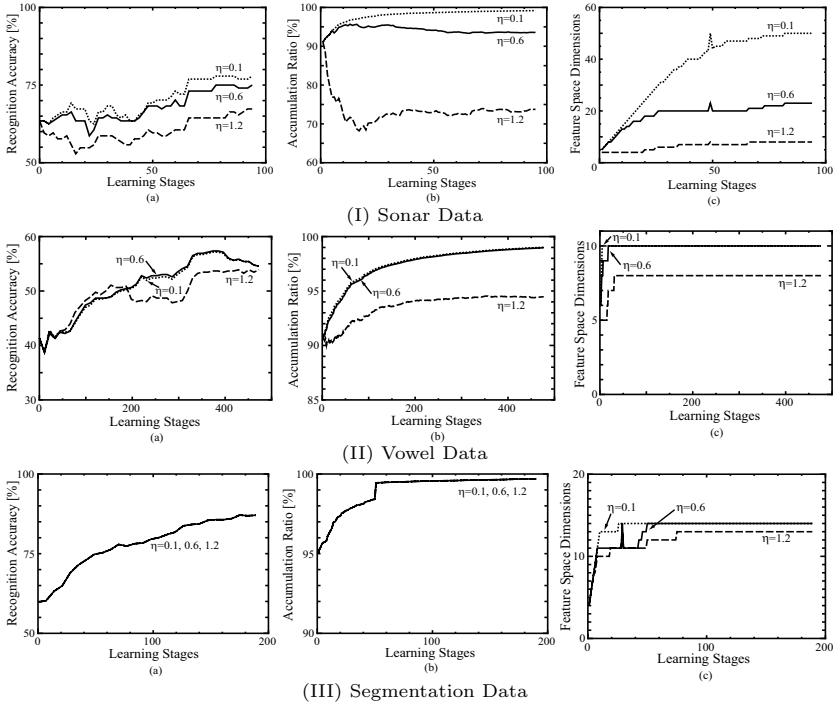 Recognition Accuracy [%]
100
75
50
0
50
100
η=0.1
η=0.6
η=1.2
Learning Stages
(a)
Accumulation Ratio [%]
100
90
80
70
60
0
50
100
η=0.1
η=0.6
η=1.2
Learning Stages
(b)
Feature Space Dimensions
60
40
20
0
50
100
η=0.1
η=0.6
η=1.2
Learning Stages
(c)
(I) Sonar Data
Recognition Accuracy [%]
60
50
40
30
0
200
400
η=0.6
η=0.1
η=1.2
Learning Stages
(a)
Accumulation Ratio [%]
100
95
90
85
0
200
400
η=0.1
η=0.6
η=1.2
Learning Stages
(b)
Feature Space Dimensions
10
5
0
0
200
400
η=0.1
η=0.6
η=1.2
Learning Stages
(c)
(II) Vowel Data
Recognition Accuracy [%]
100
75
50
0
100
200
η=0.1, 0.6, 1.2
Learning Stages
(a)
Accumulation Ratio [%]
100
95
90
0
100
200
η=0.1, 0.6, 1.2
Learning Stages
(b)
Feature Space Dimensions
20
10
0
0
100
200
η=0.1
η=0.6
η=1.2
Learning Stages
(c)
(III) Segmentation Data